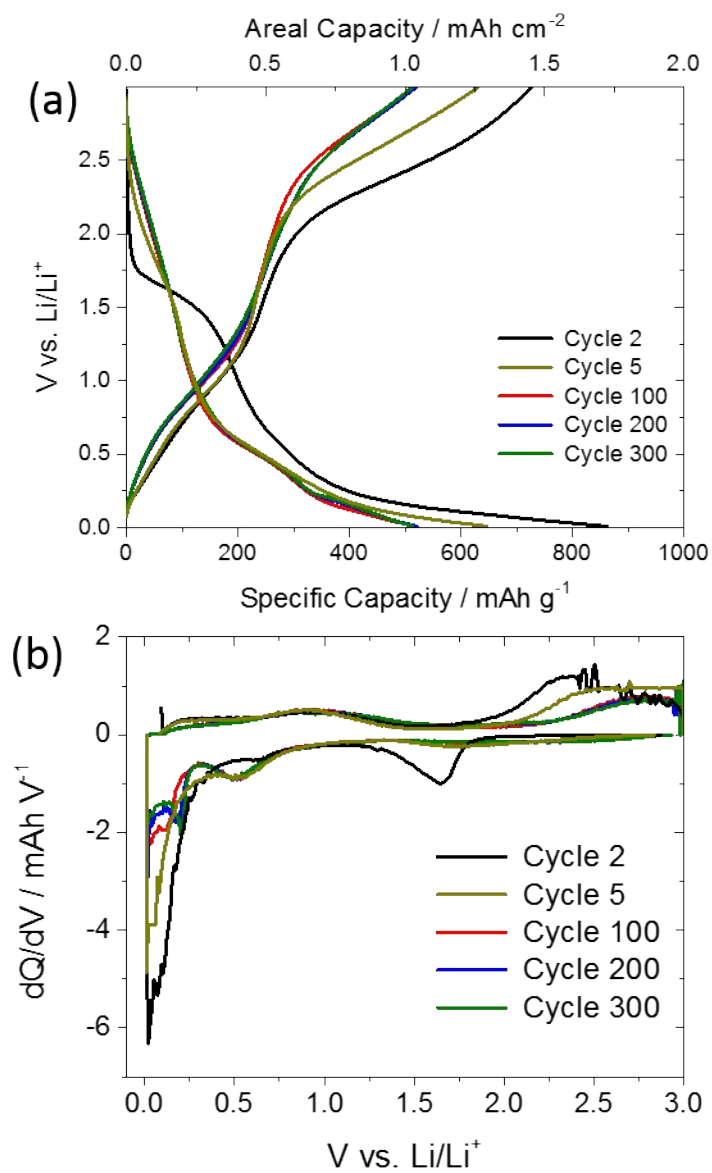 Areal Capacity / mAh cm-2
0.0 0.5 1.0 1.5 2.0
(a)
V vs. Li/Li+
2.5
2.0
1.5
1.0
0.5
0.0
Cycle 2
Cycle 5
Cycle 100
Cycle 200
Cycle 300
0 200 400 600 800 1000
Specific Capacity / mAh g-1
(b)
dQ/dV / mAh V-1
2
0
-2
-4
-6
Cycle 2
Cycle 5
Cycle 100
Cycle 200
Cycle 300
0.0 0.5 1.0 1.5 2.0 2.5 3.0
V vs. Li/Li+